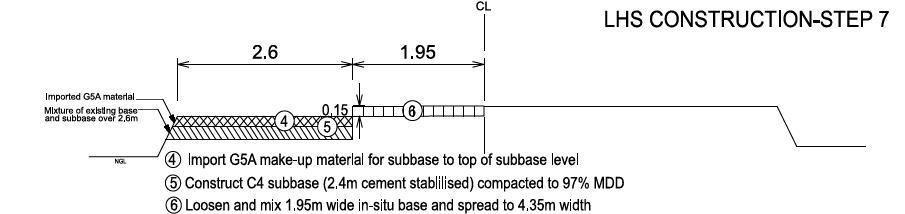 CL
LHS CONSTRUCTION-STEP 7
2.6
1.95
Imported G5A material
Mixture of existing base
and subbase over 2,6m
0,15
4
5
6
NGL
4 Import G5A make-up material for subbase to top of subbase level
5 Construct C4 subbase (2.4m cement stablilised) compacted to 97% MDD
6 Loosen and mix 1.95m wide in-situ base and spread to 4.35m width